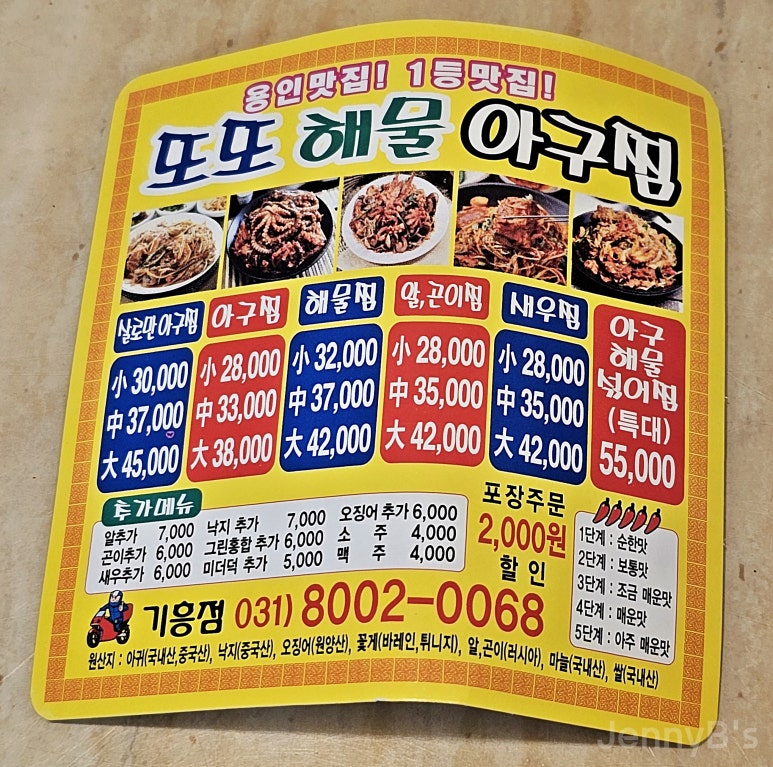 용인맛집! 1등맛집!
또또 해물 아구찜
살로만 아구찜
小 30,000
中 37,000
大 45,000
아구찜
小 28,000
中 33,000
大 38,000
해물찜
小 32,000
中 37,000
大 42,000
알,곤이찜
小 28,000
中 35,000
大 42,000
새우찜
小 28,000
中 35,000
大 42,000
아구
해물
섞어찜
(특대)
55,000
추가메뉴
알추가 7,000 낙지 추가 7,000 오징어 추가 6,000
곤이추가 6,000 그린홍합 추가 6,000 소 주 4,000
새우추가 6,000 미더덕 추가 5,000 맥 주 4,000
포장주문
2,000원
할 인
1단계 : 순한맛
2단계 : 보통맛
3단계 : 조금 매운맛
4단계 : 매운맛
5단계 : 아주 매운맛
기흥점 031) 8002-0068
원산지 : 아귀(국내산,중국산), 낙지(중국산), 오징어(원양산), 꽃게(바레인,튀니지), 알,곤이(러시아), 마늘(국내산), 쌀(국내산)
JennyB's